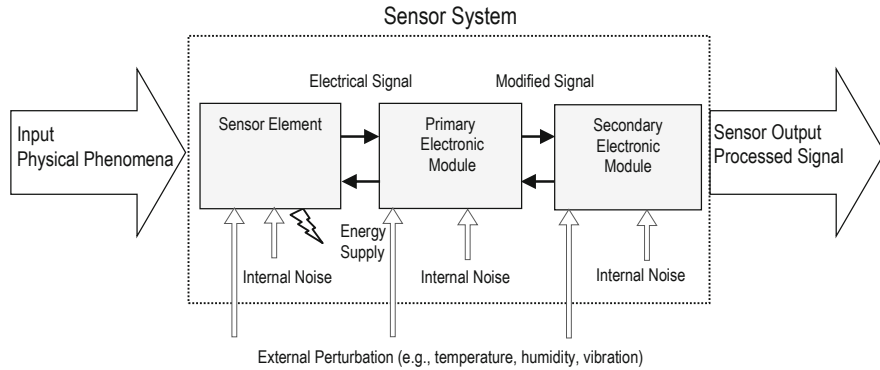 Sensor System
Electrical Signal
Modified Signal
Input
Physical Phenomena
Sensor Element
Primary
Electronic
Module
Secondary
Electronic
Module
Sensor Output
Processed Signal
Energy
Supply
Internal Noise
Internal Noise
Internal Noise
External Perturbation (e.g., temperature, humidity, vibration)